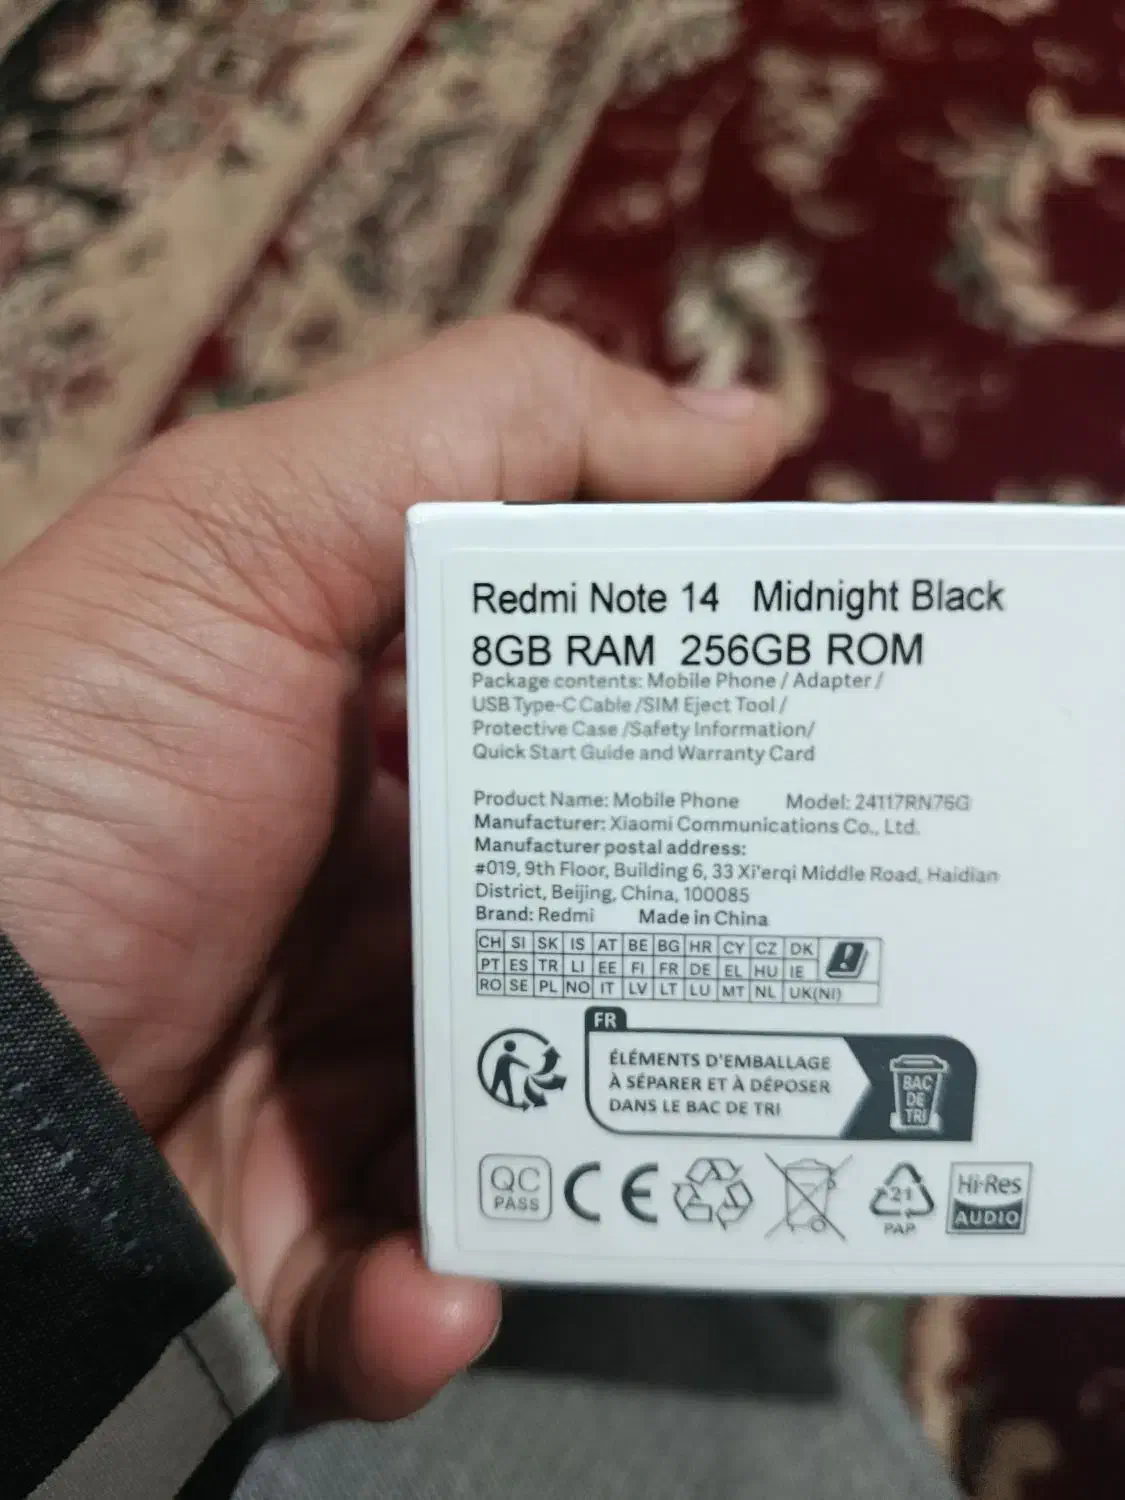 Redmi Note 14 Midnight Black
8GB RAM 256GB ROM
Package contents: Mobile Phone / Adapter /
USB Type-C Cable /SIM Eject Tool /
Protective Case /Safety Information/
Quick Start Guide and Warranty Card
Product Name: Mobile Phone Model: 24117RN76G
Manufacturer: Xiaomi Communications Co., Ltd.
Manufacturer postal address:
#019, 9th Floor, Building 6, 33 Xi'erqi Middle Road, Haidian
District, Beijing, China, 100085
Brand: Redmi Made in China
CH SI SK IS AT BE BG HR CY CZ DK
PT ES TR LI EE FI FR DE EL HU IE
RO SE PL NO IT LV LT LU MT NL UK(NI)
FR
ÉLÉMENTS D'EMBALLAGE
À SÉPARER ET À DÉPOSER
DANS LE BAC DE TRI
BAC
DE
TRI
QC
PASS
CE
21
PAP
Hi-Res
AUDIO